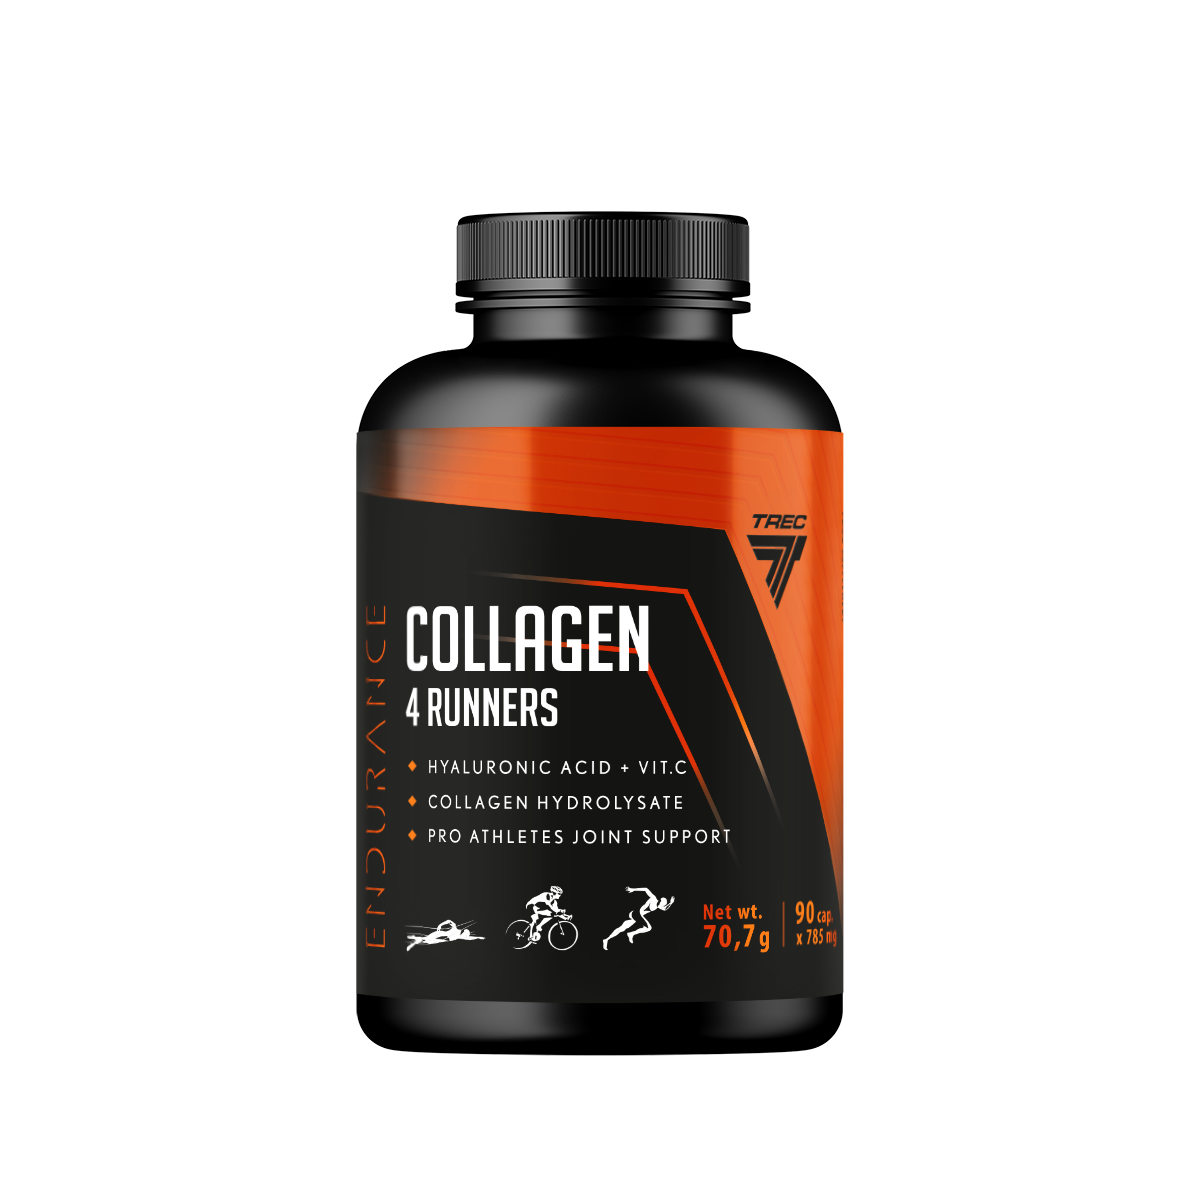 TREC
ENDURANCE
COLLAGEN
4 RUNNERS
HYALURONIC ACID + VIT.C
COLLAGEN HYDROLYSATE
PRO ATHLETES JOINT SUPPORT
Net wt.
70,7 g
90 cap.
x 785 mg